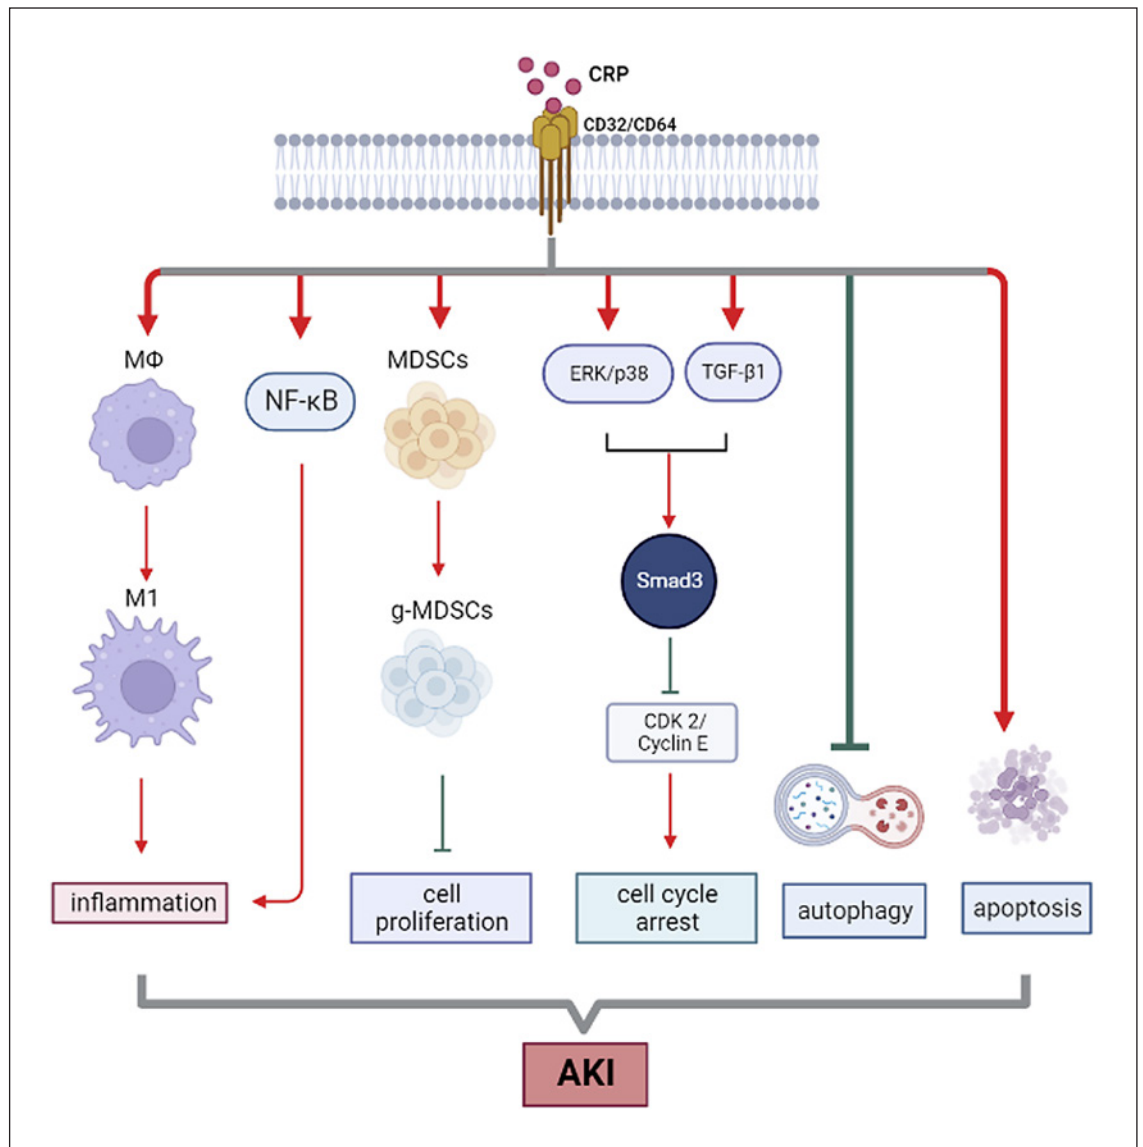 CRP
CD32/CD64
MΦ
NF-κB
MDSCs
ERK/p38
TGF-β1
M1
g-MDSCs
Smad3
CDK 2/
Cyclin E
inflammation
cell
proliferation
cell cycle
arrest
autophagy
apoptosis
AKI